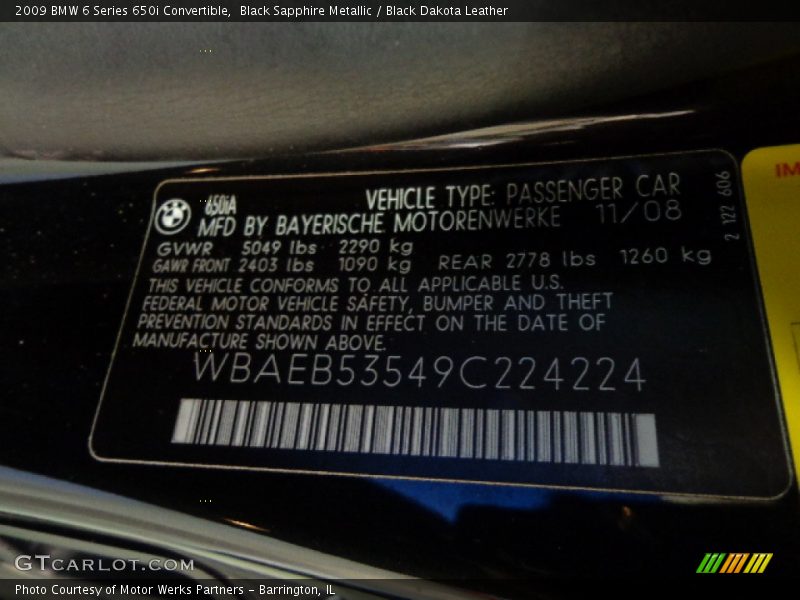 2009 BMW 6 Series 650i Convertible,  Black Sapphire Metallic / Black Dakota Leather
650iA
VEHICLE TYPE: PASSENGER CAR
MFD BY BAYERISCHE MOTORENWERKE 11/08
GVWR 5049 lbs 2290 kg
GAWR FRONT 2403 lbs 1090 kg REAR 2778 lbs 1260 kg
THIS VEHICLE CONFORMS TO ALL APPLICABLE U.S.
FEDERAL MOTOR VEHICLE SAFETY, BUMPER AND THEFT
PREVENTION STANDARDS IN EFFECT ON THE DATE OF
MANUFACTURE SHOWN ABOVE.
WBAEB53549C224224
2 122 606
IM
GTCARLOT.COM
Photo Courtesy of Motor Werks Partners – Barrington, IL